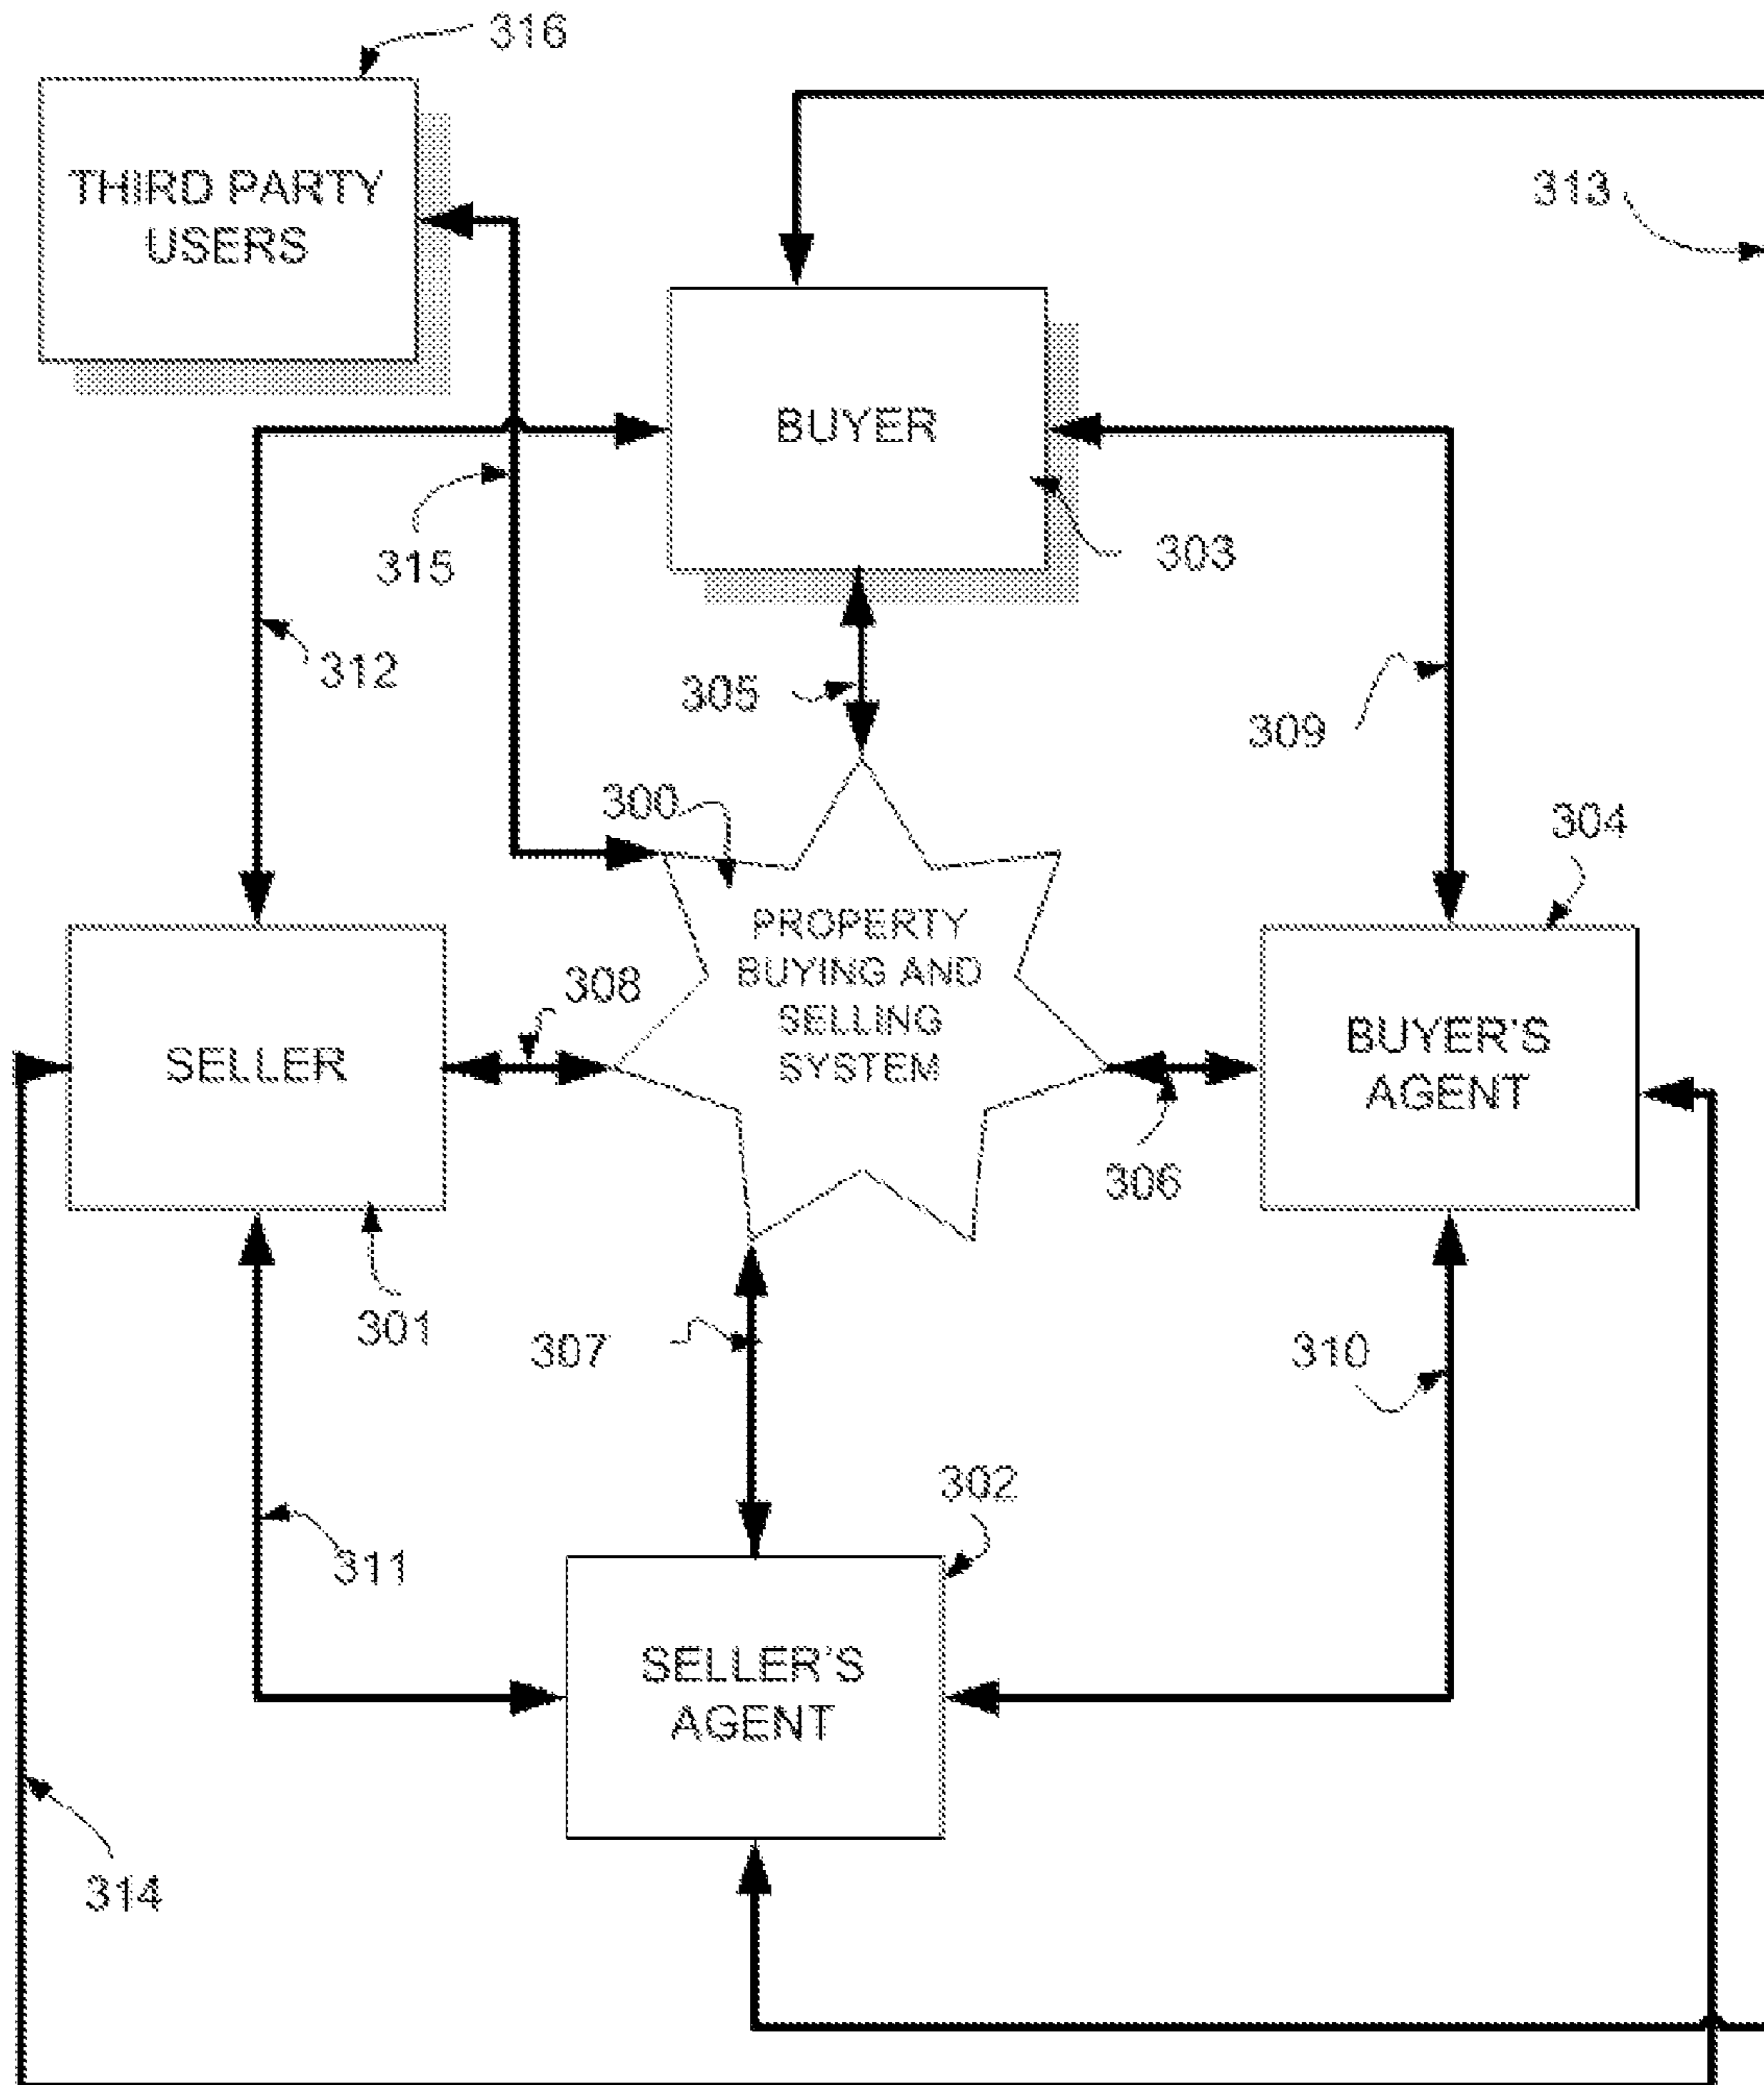 316
THIRD PARTY
USERS
313
BUYER
315
303
312
305
309
300
304
PROPERTY
BUYING AND
SELLING
SYSTEM
308
SELLER
BUYER'S
AGENT
306
301
307
310
302
311
SELLER'S
AGENT
314